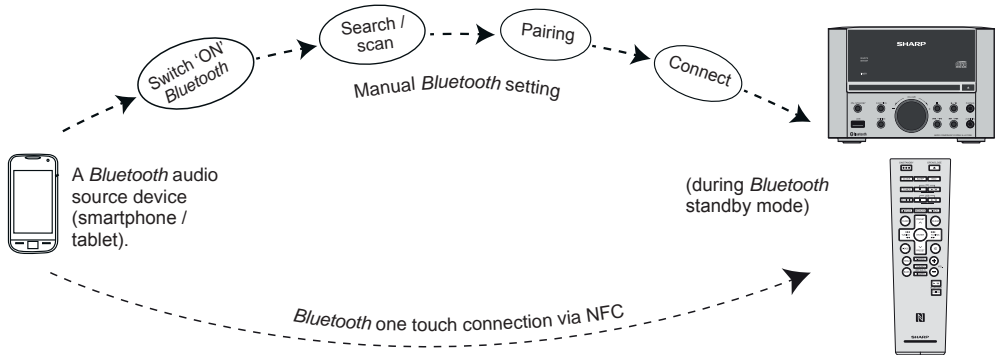 Switch ‘ON’
Bluetooth
Search /
scan
Pairing
Connect
Manual Bluetooth setting
SHARP
A Bluetooth audio
source device
(smartphone /
tablet).
(during Bluetooth
standby mode)
Bluetooth one touch connection via NFC
SHARP